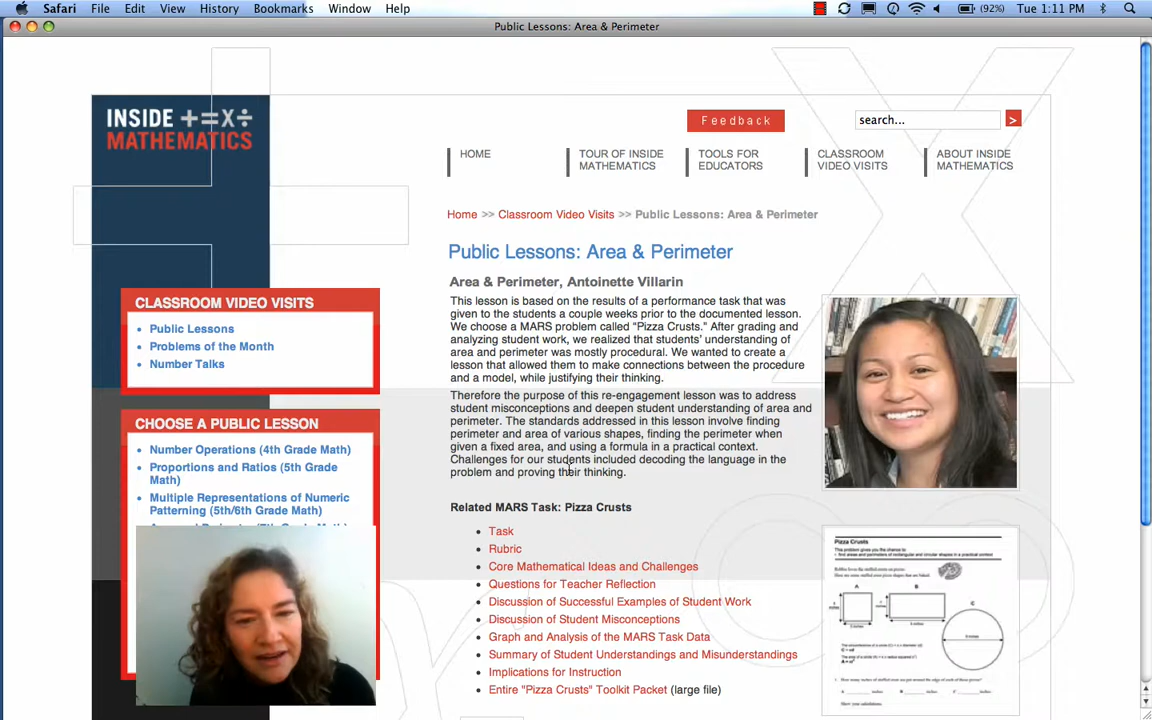 Safari File Edit View History Bookmarks Window Help (92%) Tue 1:11 PM
Public Lessons: Area & Perimeter
INSIDE +=X÷
MATHEMATICS
Feedback
search... >
HOME
TOUR OF INSIDE
MATHEMATICS
TOOLS FOR
EDUCATORS
CLASSROOM
VIDEO VISITS
ABOUT INSIDE
MATHEMATICS
Home >> Classroom Video Visits >> Public Lessons: Area & Perimeter
Public Lessons: Area & Perimeter
Area & Perimeter, Antoinette Villarin
This lesson is based on the results of a performance task that was
given to the students a couple weeks prior to the documented lesson.
We choose a MARS problem called "Pizza Crusts." After grading and
analyzing student work, we realized that students' understanding of
area and perimeter was mostly procedural. We wanted to create a
lesson that allowed them to make connections between the procedure
and a model, while justifying their thinking.
Therefore the purpose of this re-engagement lesson was to address
student misconceptions and deepen student understanding of area and
perimeter. The standards addressed in this lesson involve finding
perimeter and area of various shapes, finding the perimeter when
given a fixed area, and using a formula in a practical context.
Challenges for our students included decoding the language in the
problem and proving their thinking.
Related MARS Task: Pizza Crusts
• Task
• Rubric
• Core Mathematical Ideas and Challenges
• Questions for Teacher Reflection
• Discussion of Successful Examples of Student Work
• Discussion of Student Misconceptions
• Graph and Analysis of the MARS Task Data
• Summary of Student Understandings and Misunderstandings
• Implications for Instruction
• Entire "Pizza Crusts" Toolkit Packet (large file)
CLASSROOM VIDEO VISITS
• Public Lessons
• Problems of the Month
• Number Talks
CHOOSE A PUBLIC LESSON
• Number Operations (4th Grade Math)
• Proportions and Ratios (5th Grade
Math)
• Multiple Representations of Numeric
Patterning (5th/6th Grade Math)
Pizza Crusts
This problem gives you the chance to:
A
B
C
Show your calculations.